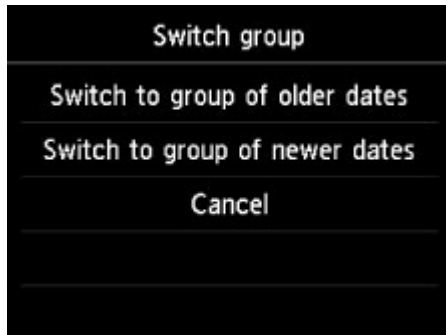 Switch group
Switch to group of older dates
Switch to group of newer dates
Cancel